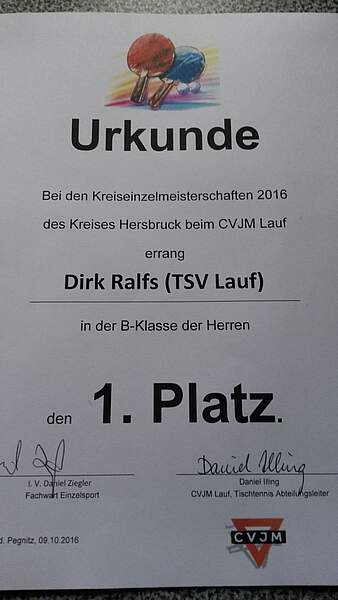 Urkunde
Bei den Kreiseinzelmeisterschaften 2016
des Kreises Hersbruck beim CVJM Lauf
errang
Dirk Ralfs (TSV Lauf)
in der B-Klasse der Herren
den 1. Platz.
Daniel Illing
I. V. Daniel Ziegler
Fachwart Einzelsport
Daniel Illing
CVJM Lauf, Tischtennis Abteilungsleiter
d. Pegnitz, 09.10.2016
CVJM